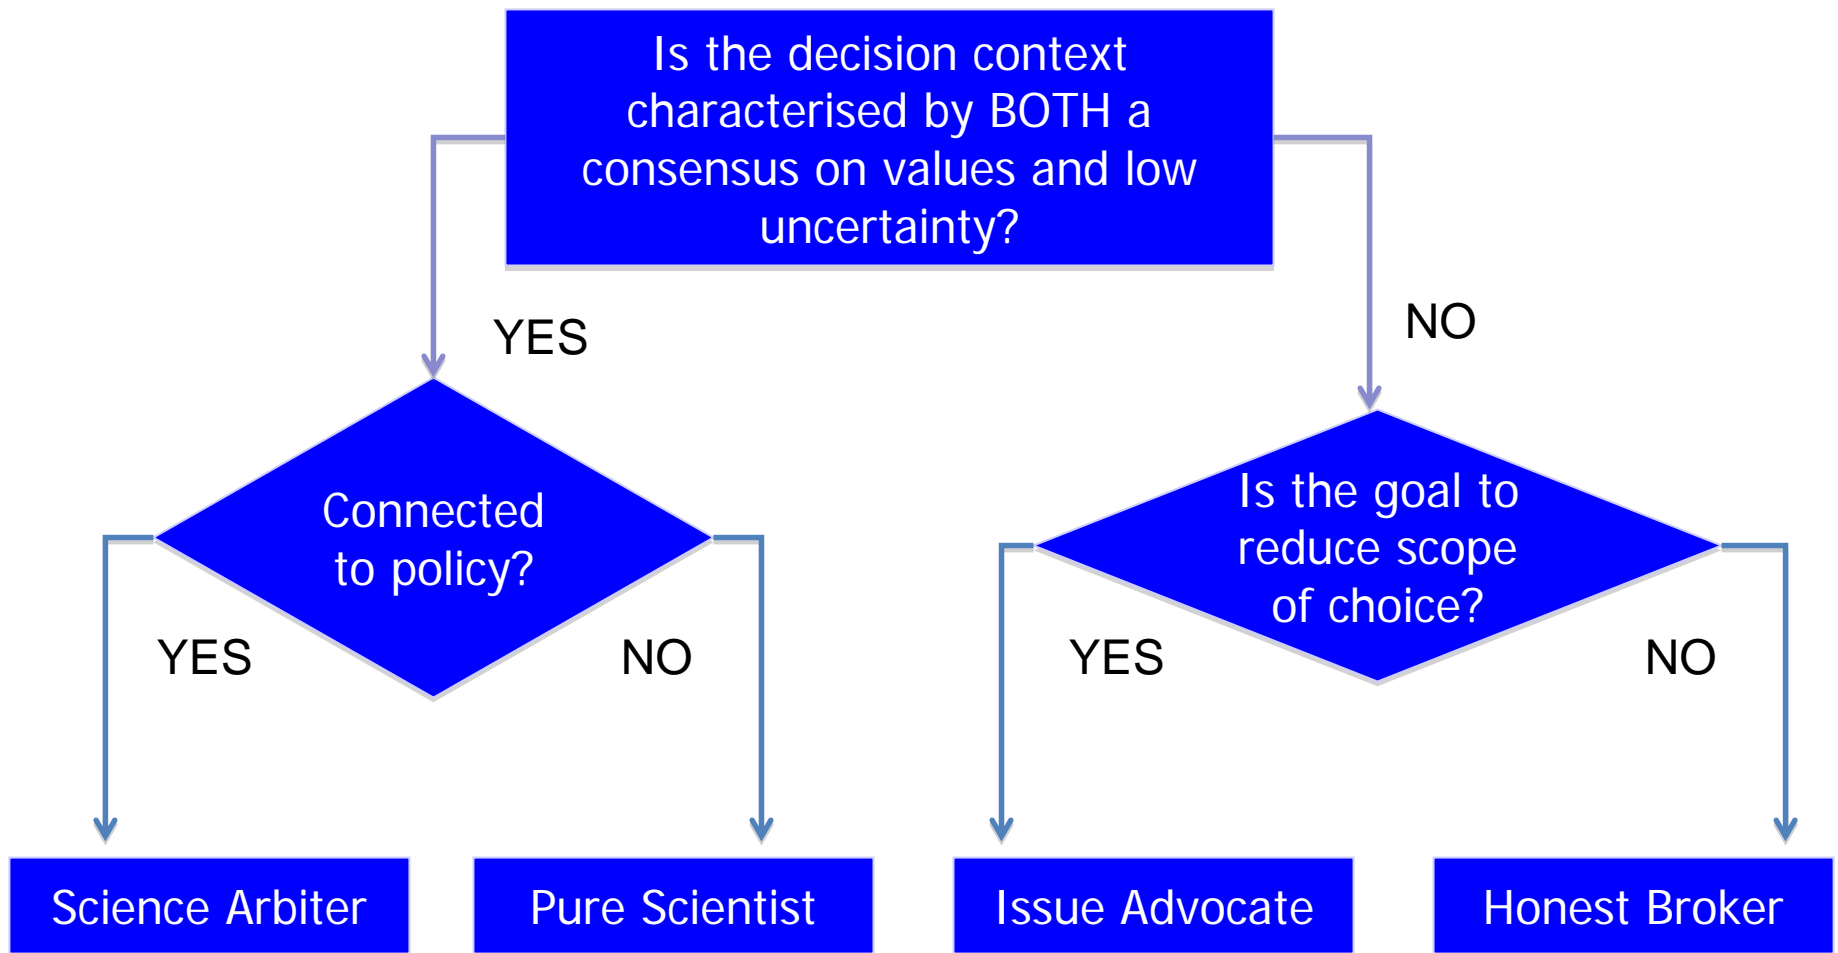 Is the decision context
characterised by BOTH a
consensus on values and low
uncertainty?
YES
NO
Connected
to policy?
Is the goal to
reduce scope
of choice?
YES
NO
YES
NO
Science Arbiter
Pure Scientist
Issue Advocate
Honest Broker